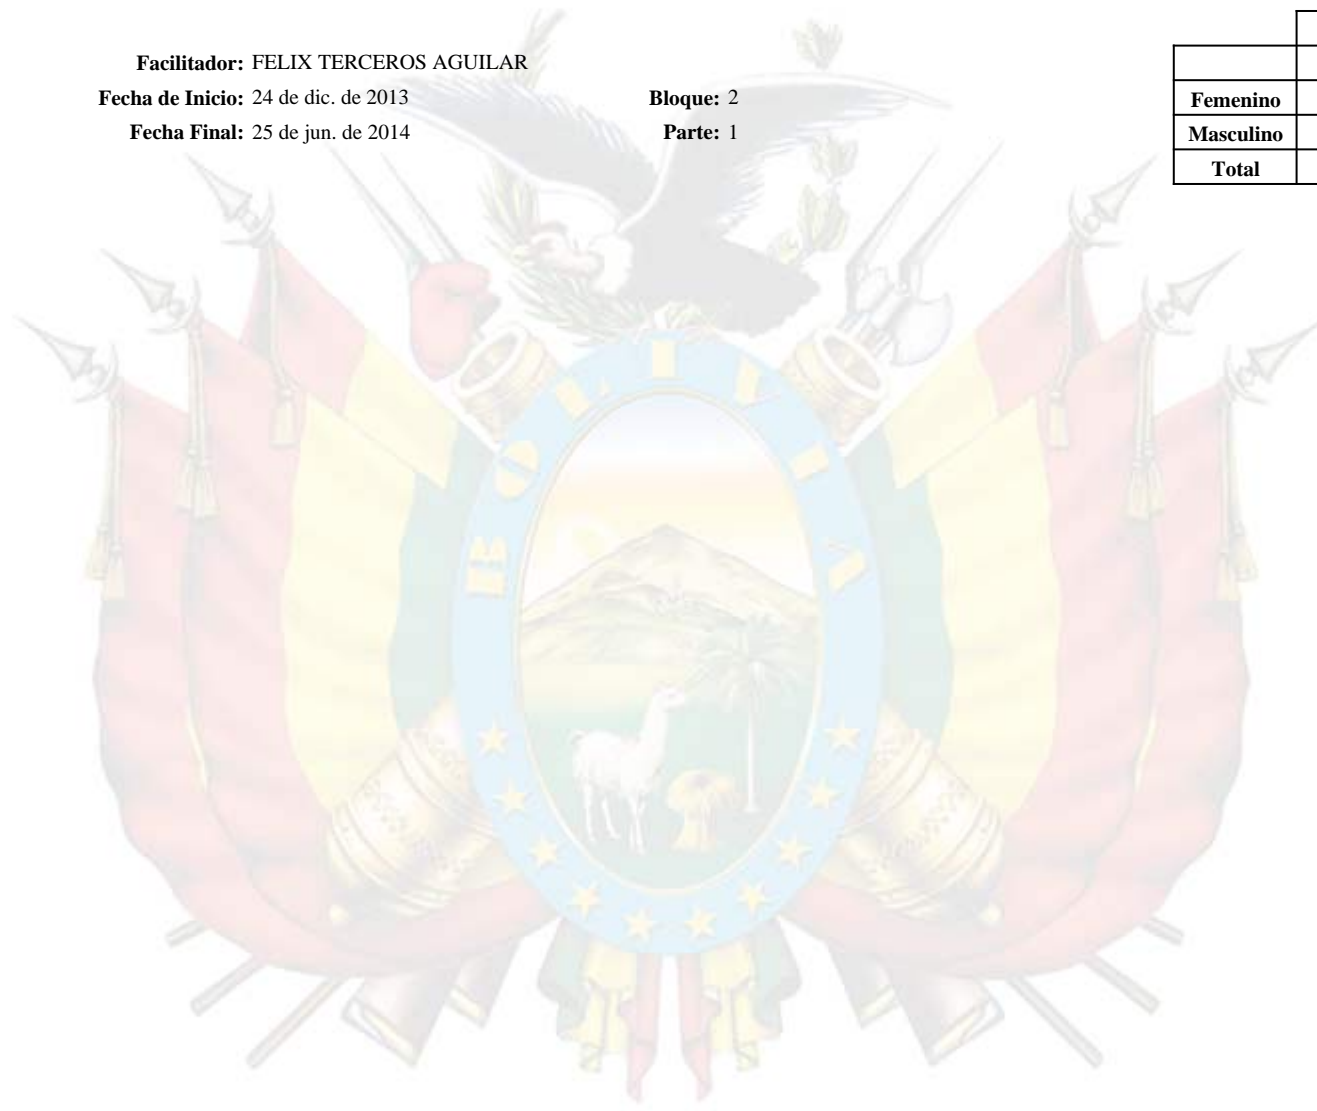 Facilitador: FELIX TERCEROS AGUILAR
Fecha de Inicio: 24 de dic. de 2013 Bloque: 2
Fecha Final: 25 de jun. de 2014 Parte: 1
Femenino
Masculino
Total
BOLIVIA